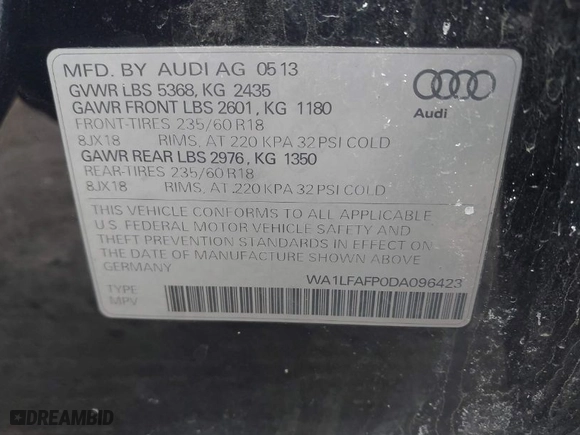 MFD. BY AUDI AG 05 13
GVWR LBS 5368, KG 2435
GAWR FRONT LBS 2601, KG 1180
FRONT-TIRES 235/60 R18
8JX18 RIMS, AT 220 KPA 32 PSI COLD
GAWR REAR LBS 2976, KG 1350
REAR-TIRES 235/60 R18
8JX18 RIMS, AT 220 KPA 32 PSI COLD
Audi
THIS VEHICLE CONFORMS TO ALL APPLICABLE
U.S. FEDERAL MOTOR VEHICLE SAFETY AND
THEFT PREVENTION STANDARDS IN EFFECT ON
THE DATE OF MANUFACTURE SHOWN ABOVE.
GERMANY
WA1LFAFP0DA096423
TYPE
MPV
DREAMBID